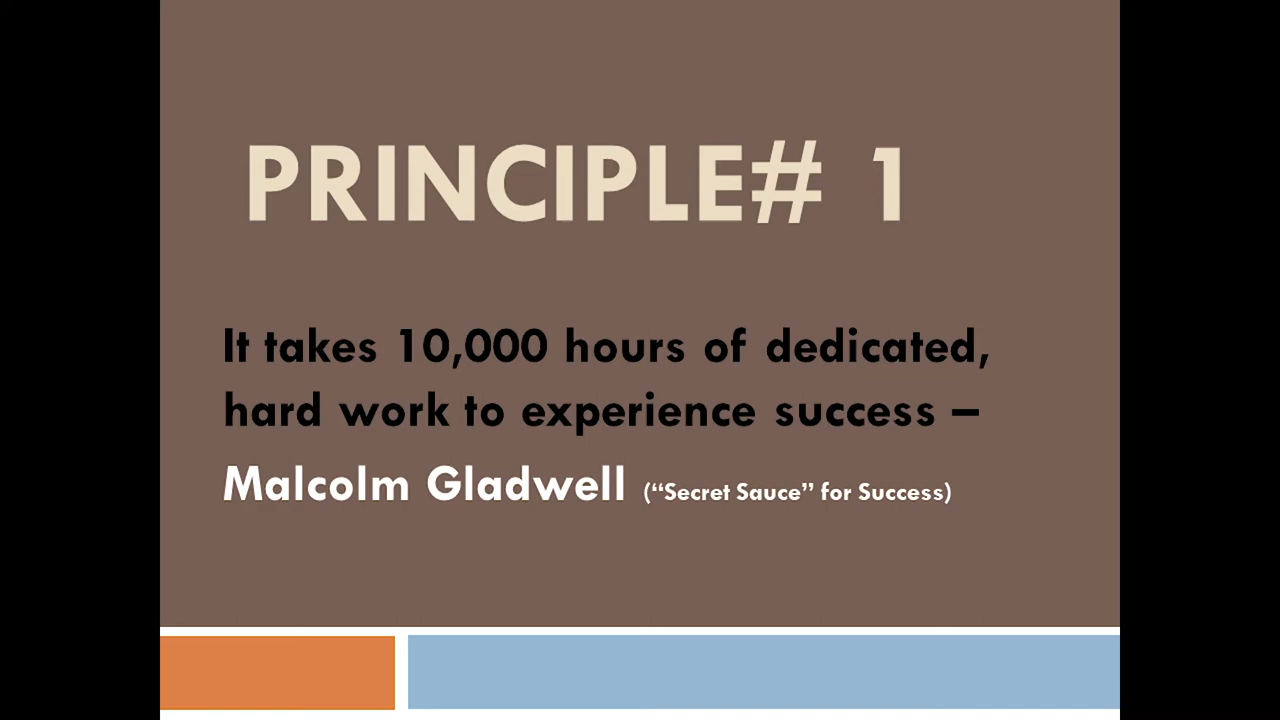 PRINCIPLE# 1
It takes 10,000 hours of dedicated,
hard work to experience success –
Malcolm Gladwell (“Secret Sauce” for Success)